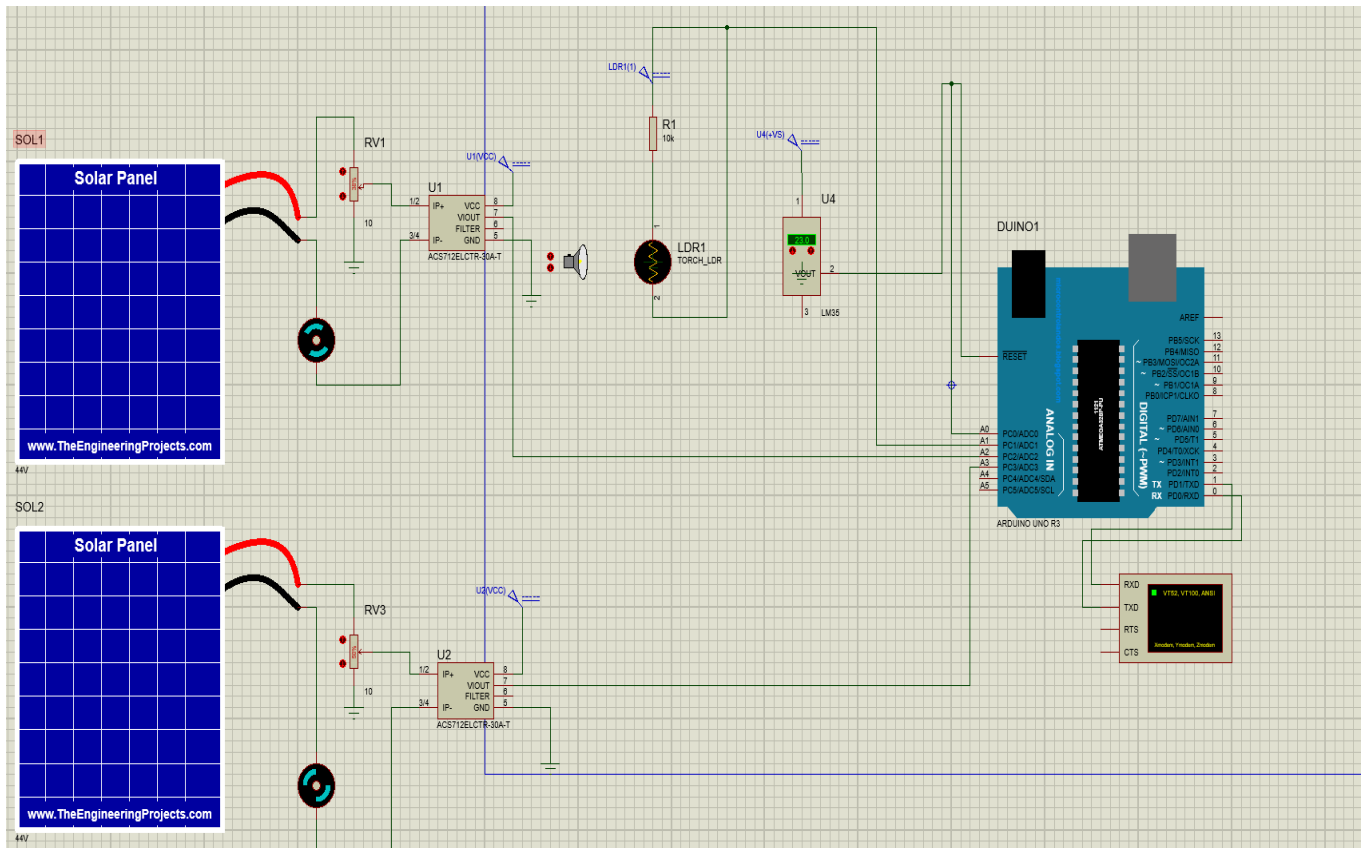 SOL1
Solar Panel
www.TheEngineeringProjects.com
44V
RV1
10
U1(VCC)
U1
1/2 IP+ VCC 8
VIOUT 7
FILTER 6
3/4 IP- GND 5
ACS712ELCTR-30A-T
LDR1(1)
R1
10k
1
LDR1
TORCH_LDR
2
U4(+VS)
1
U4
23.0
VOUT 2
3 LM35
DUINO1
AREF
RESET
PB5/SCK 13
PB4/MISO 12
~ PB3/MOSI/OC2A 11
~ PB2/SS/OC1B 10
~ PB1/OC1A 9
PB0/ICP1/CLKO 8
PD7/AIN1 7
~ PD6/AIN0 6
~ PD5/T1 5
PD4/T0/XCK 4
~ PD3/INT1 3
PD2/INT0 2
TX PD1/TXD 1
RX PD0/RXD 0
A0 PC0/ADC0
A1 PC1/ADC1
A2 PC2/ADC2
A3 PC3/ADC3
A4 PC4/ADC4/SDA
A5 PC5/ADC5/SCL
ANALOG IN
DIGITAL (~PWM)
1121
ARDUINO UNO R3
RXD
TXD
RTS
CTS
VT52, VT100, ANSI
Xmodem, Ymodem, Zmodem
SOL2
Solar Panel
www.TheEngineeringProjects.com
44V
RV3
10
U2(VCC)
U2
1/2 IP+ VCC 8
VIOUT 7
FILTER 6
3/4 IP- GND 5
ACS712ELCTR-30A-T